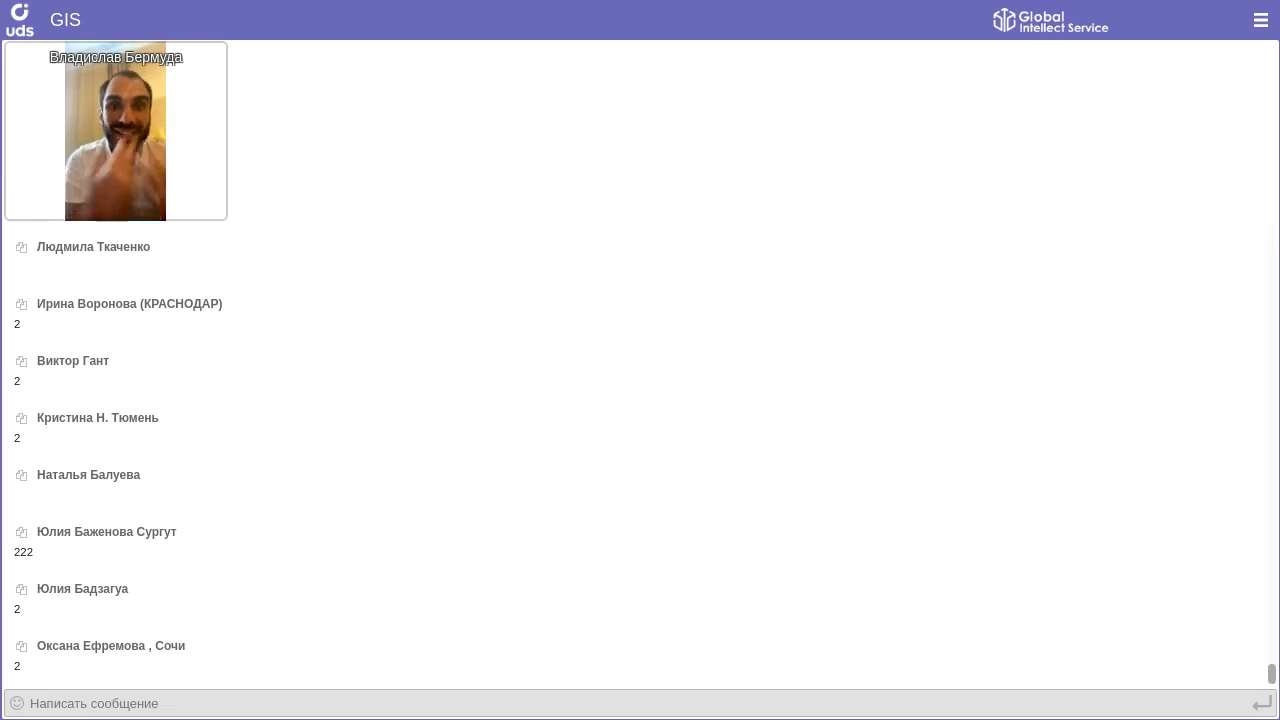 uds
GIS
Global
Intellect Service
Владислав Бермуда
Людмила Ткаченко
Ирина Воронова (КРАСНОДАР)
2
Виктор Гант
2
Кристина Н. Тюмень
2
Наталья Балуева
Юлия Баженова Сургут
222
Юлия Бадзагуа
2
Оксана Ефремова , Сочи
2
Написать сообщение